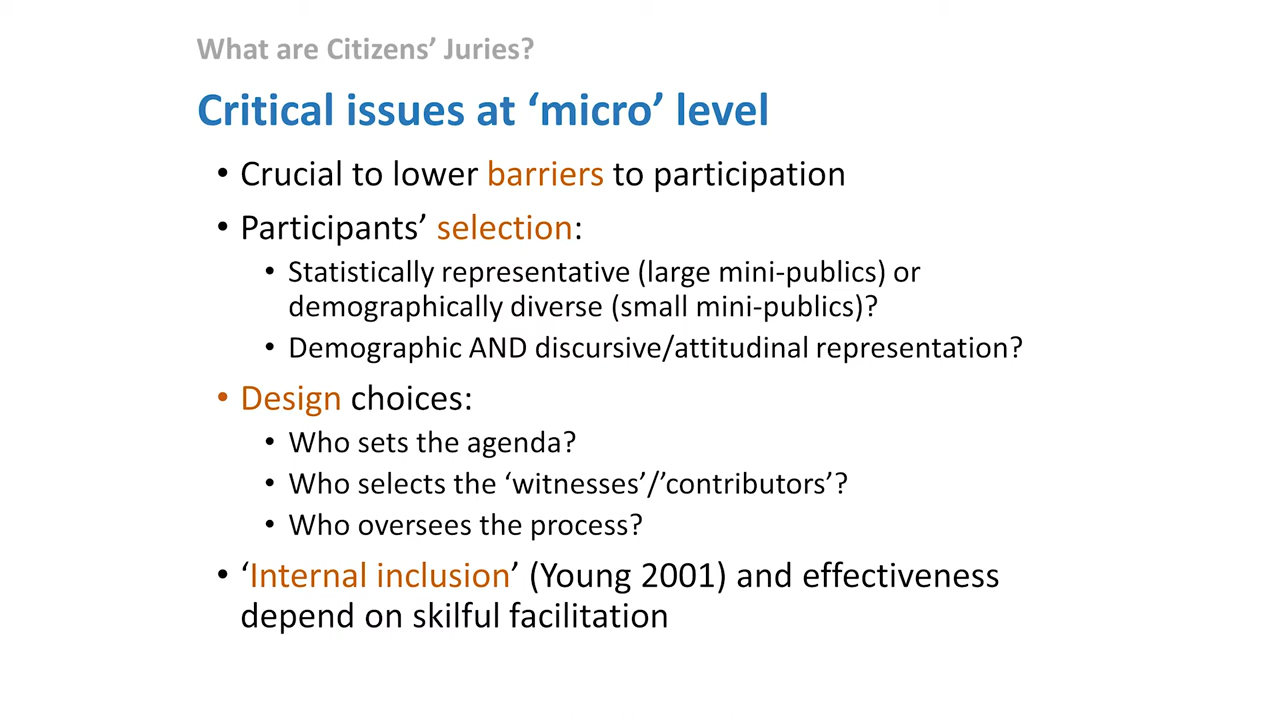 What are Citizens’ Juries?
Critical issues at ‘micro’ level
• Crucial to lower barriers to participation
• Participants’ selection:
• Statistically representative (large mini-publics) or
demographically diverse (small mini-publics)?
• Demographic AND discursive/attitudinal representation?
• Design choices:
• Who sets the agenda?
• Who selects the ‘witnesses’/’contributors’?
• Who oversees the process?
• ‘Internal inclusion’ (Young 2001) and effectiveness
depend on skilful facilitation